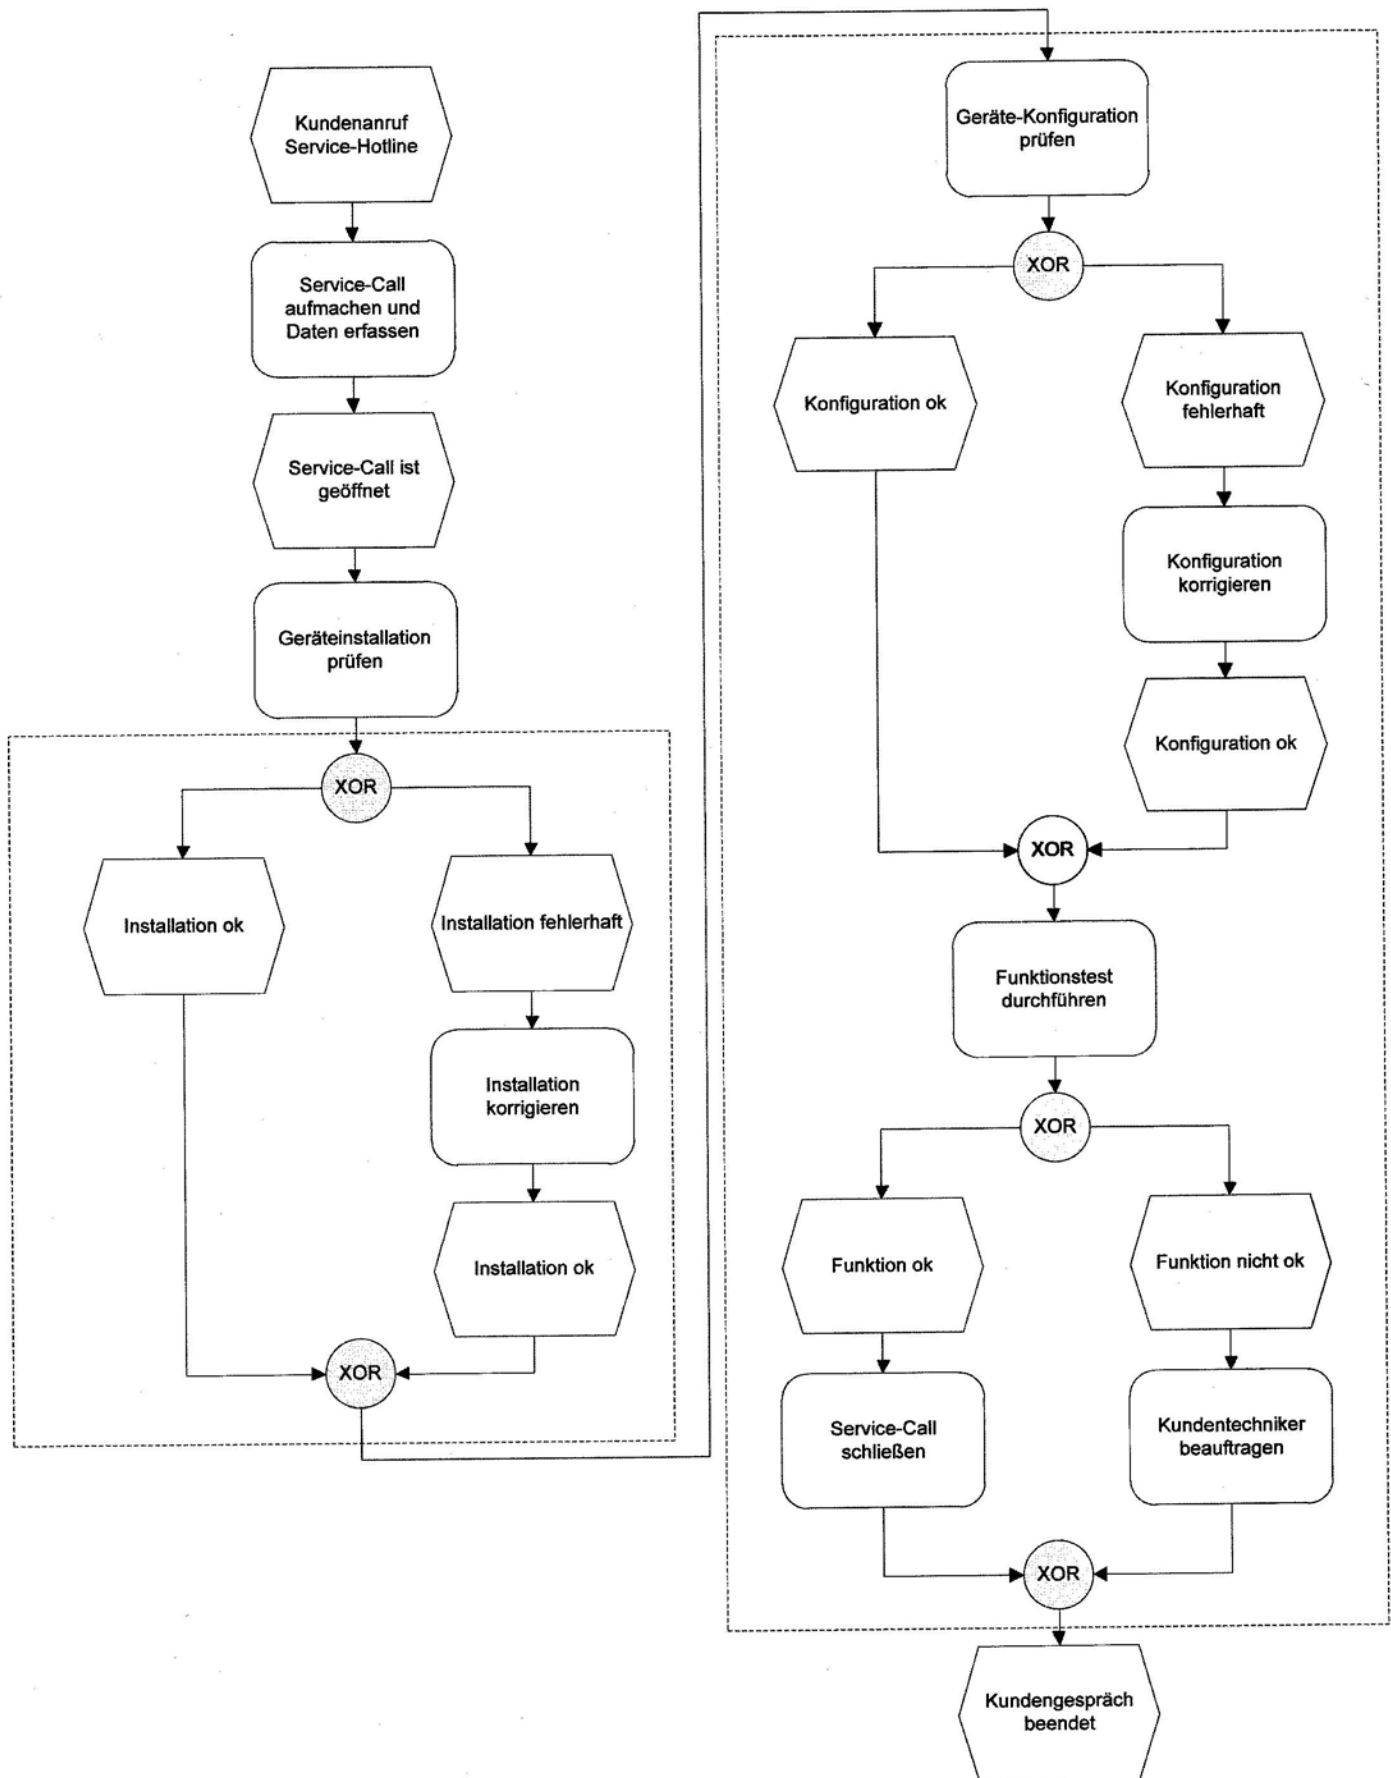 Kundenanruf
Service-Hotline
Service-Call
aufmachen und
Daten erfassen
Service-Call ist
geöffnet
Geräteinstallation
prüfen
XOR
Installation ok
Installation fehlerhaft
Installation
korrigieren
Installation ok
XOR
Geräte-Konfiguration
prüfen
XOR
Konfiguration ok
Konfiguration
fehlerhaft
Konfiguration
korrigieren
Konfiguration ok
XOR
Funktionstest
durchführen
XOR
Funktion ok
Funktion nicht ok
Service-Call
schließen
Kundentechniker
beauftragen
XOR
Kundengespräch
beendet